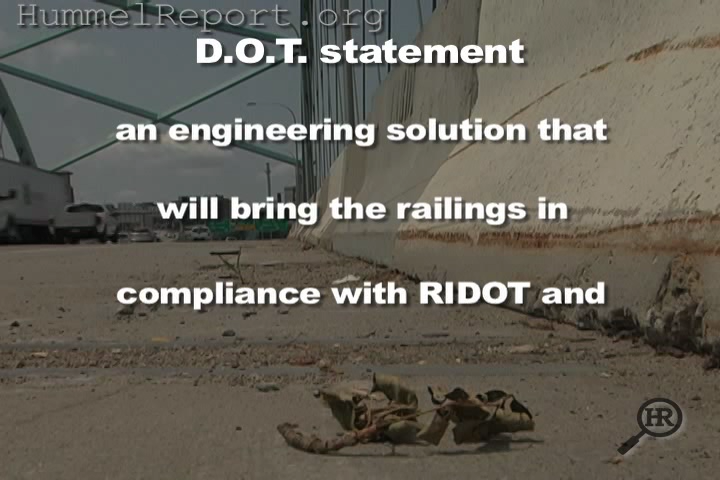 HummelReport.org
D.O.T. statement
an engineering solution that
will bring the railings in
compliance with RIDOT and
HR